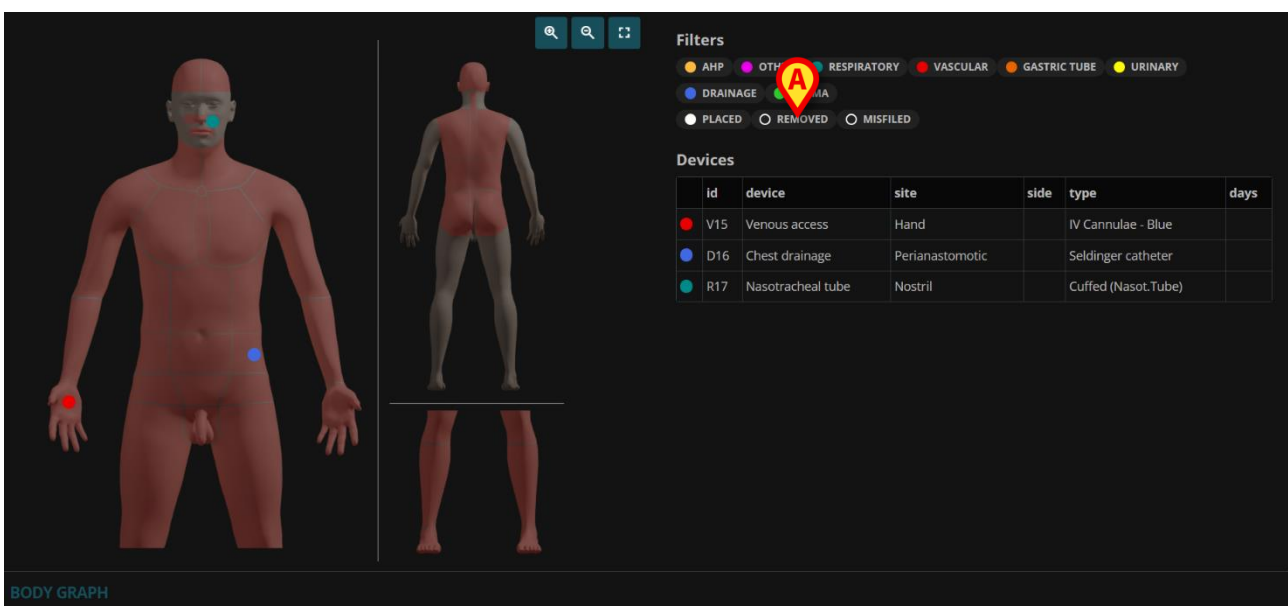 Filters
AHP OTH RESPIRATORY VASCULAR GASTRIC TUBE URINARY
DRAINAGE MA
A
PLACED REMOVED MISFILED
Devices
id device site side type days
V15 Venous access Hand IV Cannulae - Blue
D16 Chest drainage Perianastomotic Seldinger catheter
R17 Nasotracheal tube Nostril Cuffed (Nasot.Tube)
BODY GRAPH